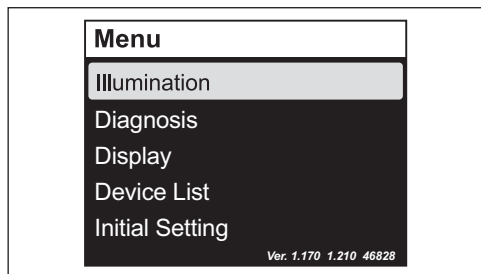 Menu
Illumination
Diagnosis
Display
Device List
Initial Setting
Ver. 1.170 1.210 46828